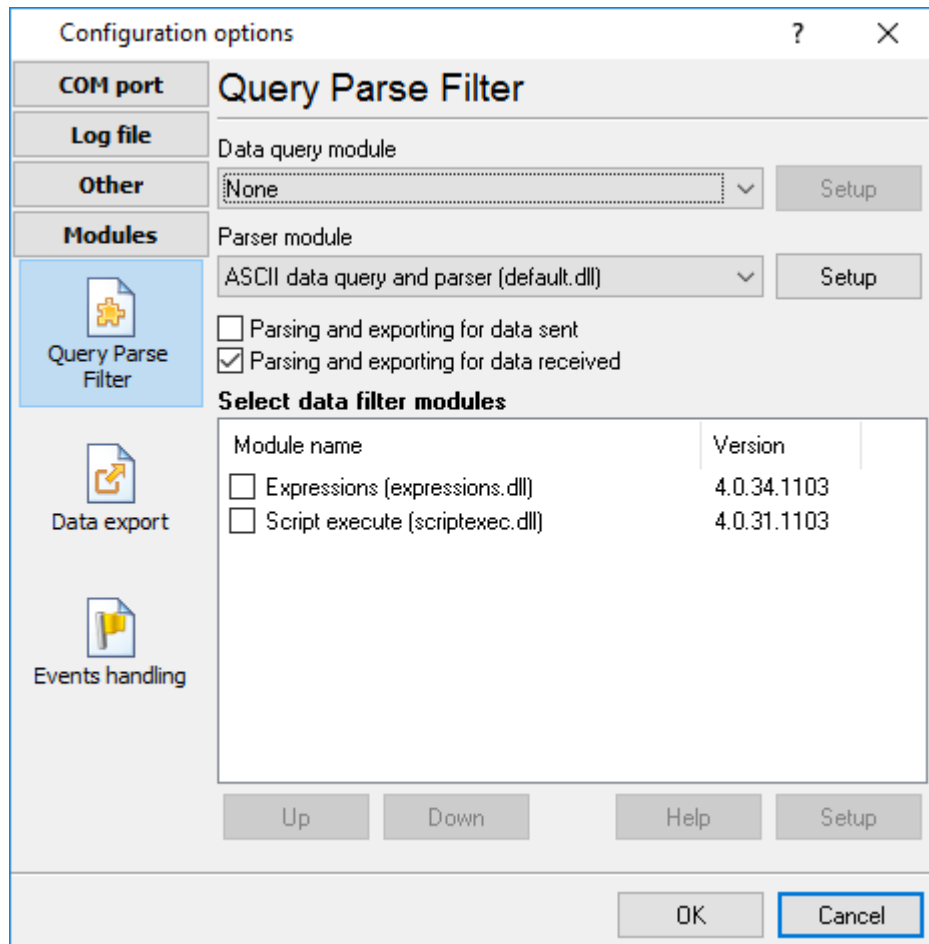 Configuration options
?
COM port
Log file
Other
Modules
Query Parse
Filter
Data export
Events handling
Query Parse Filter
Data query module
None
Setup
Parser module
ASCII data query and parser (default.dll)
Setup
Parsing and exporting for data sent
Parsing and exporting for data received
Select data filter modules
Module name Version
Expressions (expressions.dll) 4.0.34.1103
Script execute (scriptexec.dll) 4.0.31.1103
Up Down Help Setup
OK Cancel